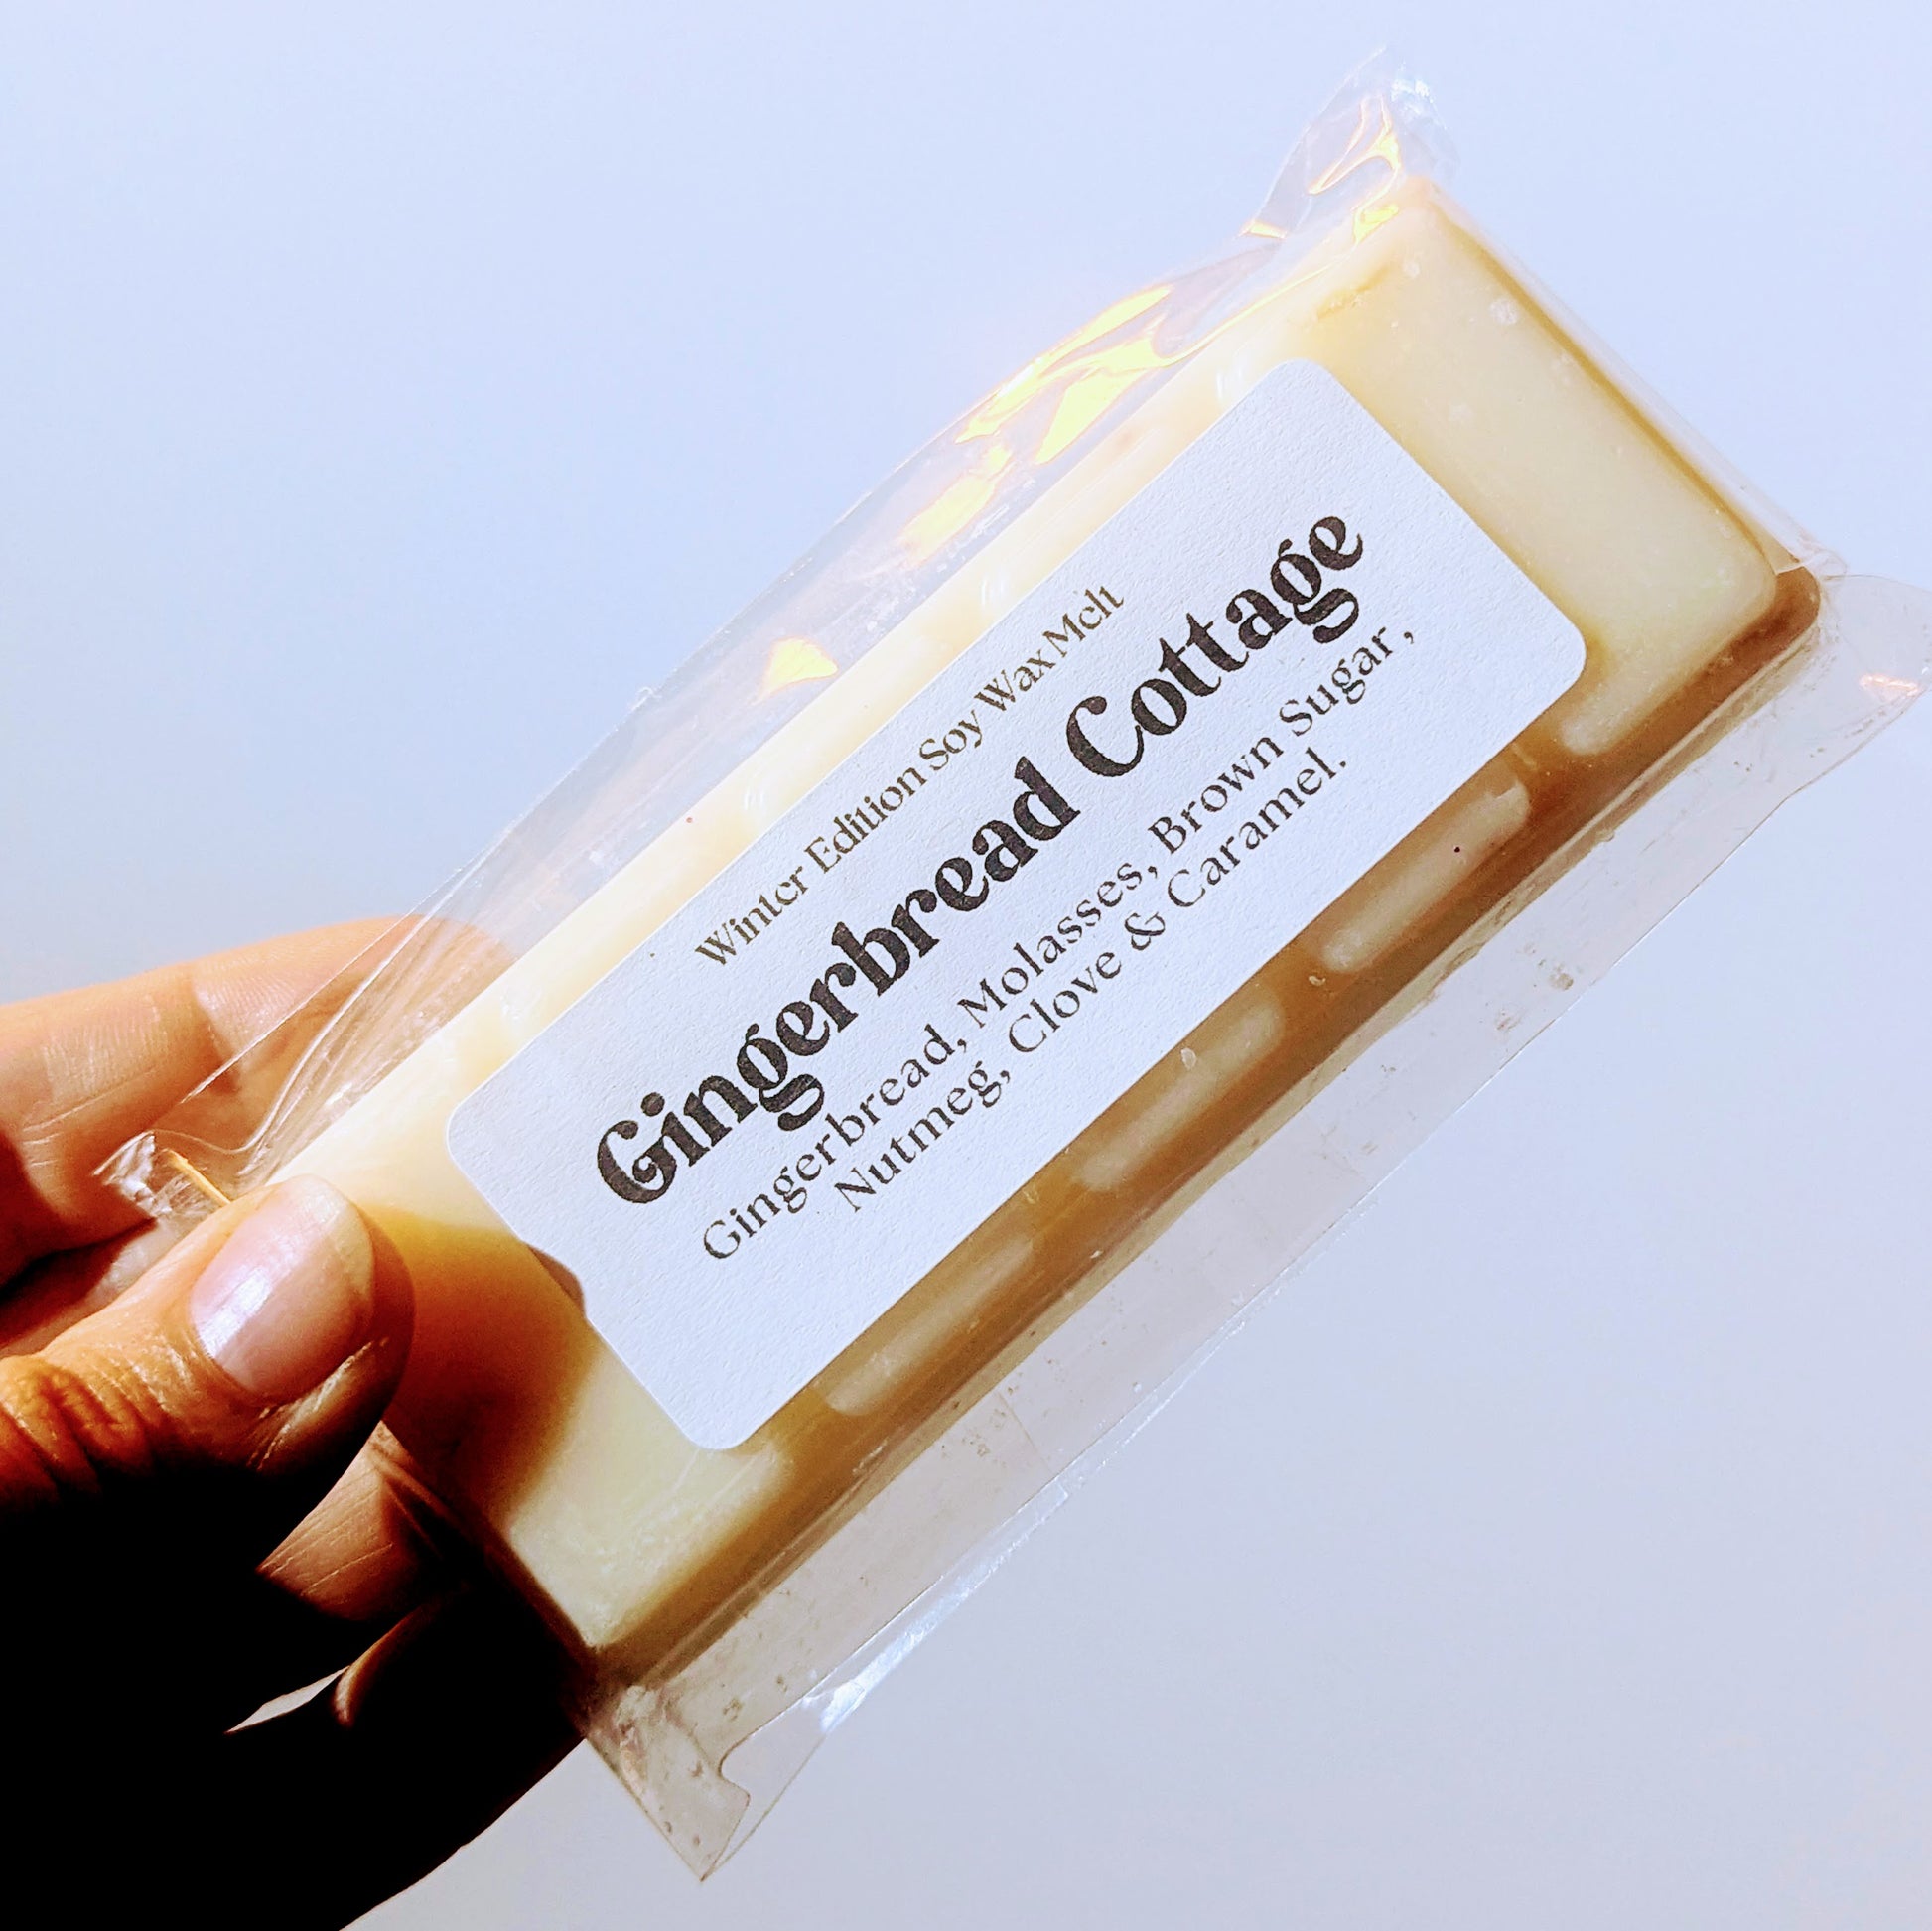 Winter Edition Soy Wax Melt
Gingerbread Cottage
Gingerbread, Molasses, Brown Sugar ,
Nutmeg, Clove & Caramel.